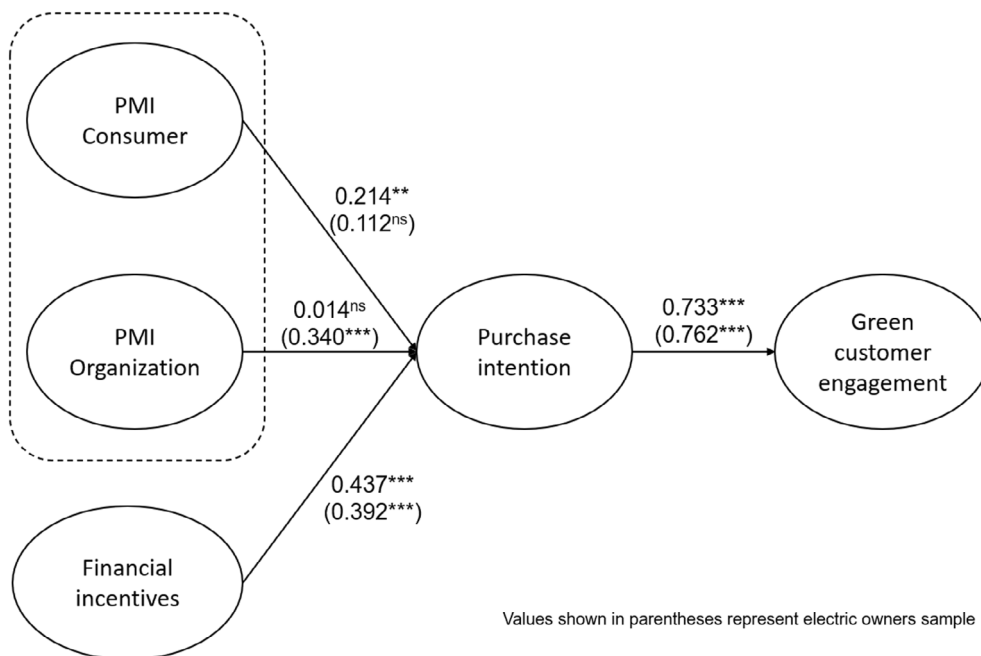 PMI
Consumer
0.214**
(0.112ns)
PMI
Organization
0.014ns
(0.340***)
Purchase
intention
0.733***
(0.762***)
Green
customer
engagement
0.437***
(0.392***)
Financial
incentives
Values shown in parentheses represent electric owners sample